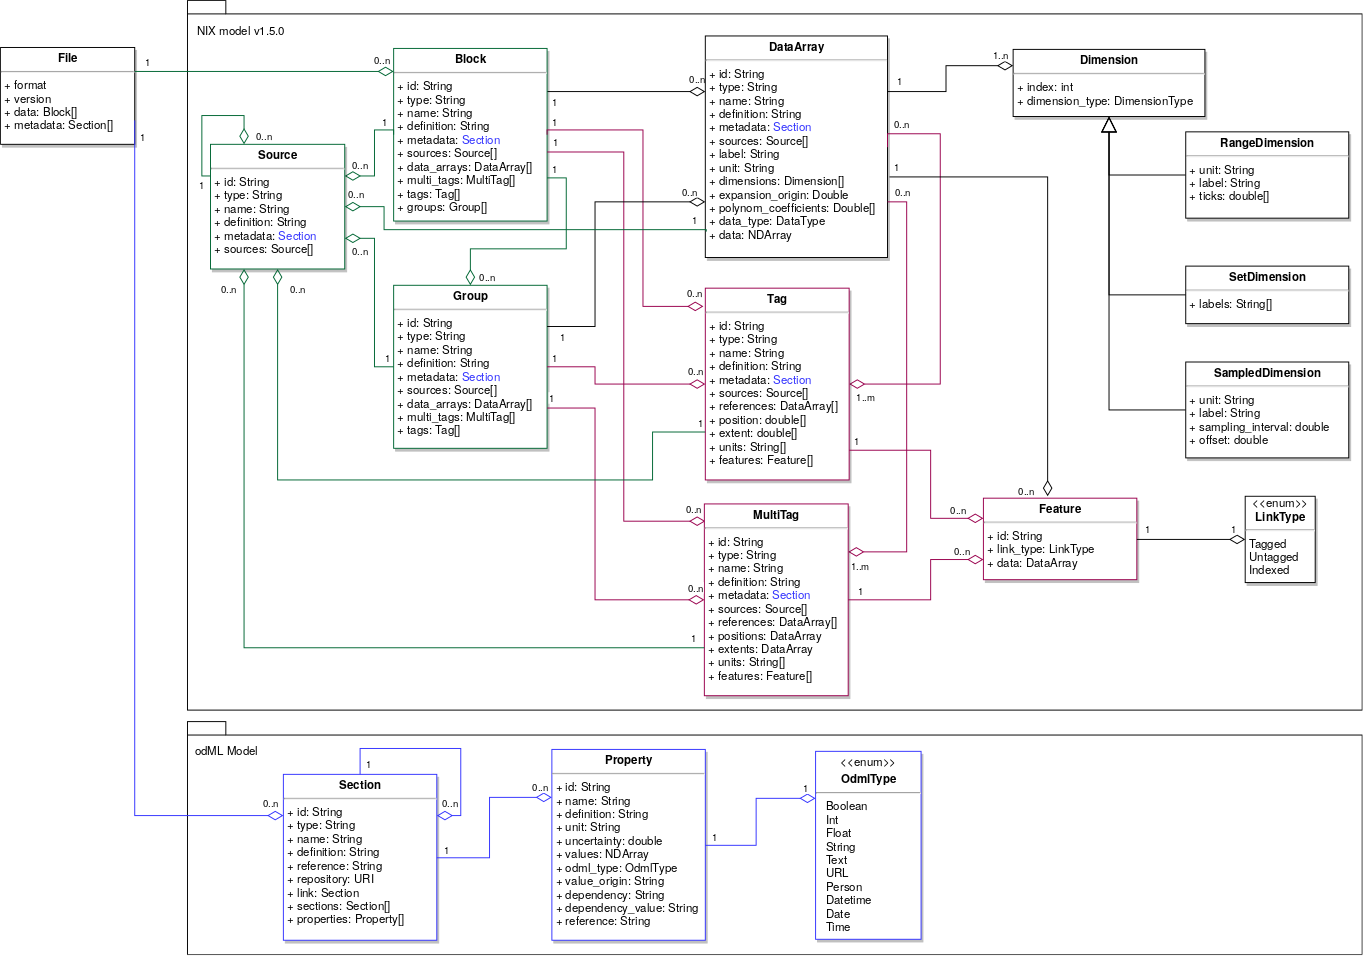 NIX model v1.5.0
File
+ format
+ version
+ data: Block[]
+ metadata: Section[]
1
1
0..n
Block
+ id: String
+ type: String
+ name: String
+ definition: String
+ metadata: Section
+ sources: Source[]
+ data_arrays: DataArray[]
+ multi_tags: MultiTag[]
+ tags: Tag[]
+ groups: Group[]
1
1
1
1
1
0..n
1
Source
+ id: String
+ type: String
+ name: String
+ definition: String
+ metadata: Section
+ sources: Source[]
0..n
0..n
0..n
0..n
0..n
0..n
Group
+ id: String
+ type: String
+ name: String
+ definition: String
+ metadata: Section
+ sources: Source[]
+ data_arrays: DataArray[]
+ multi_tags: MultiTag[]
+ tags: Tag[]
1
1
1
1
0..n
0..n
1
DataArray
+ id: String
+ type: String
+ name: String
+ definition: String
+ metadata: Section
+ sources: Source[]
+ label: String
+ unit: String
+ dimensions: Dimension[]
+ expansion_origin: Double
+ polynom_coefficients: Double[]
+ data_type: DataType
+ data: NDArray
1
0..n
1
0..n
0..n
0..n
1
Tag
+ id: String
+ type: String
+ name: String
+ definition: String
+ metadata: Section
+ sources: Source[]
+ references: DataArray[]
+ position: double[]
+ extent: double[]
+ units: String[]
+ features: Feature[]
1..m
1
0..n
0..n
1
MultiTag
+ id: String
+ type: String
+ name: String
+ definition: String
+ metadata: Section
+ sources: Source[]
+ references: DataArray[]
+ positions: DataArray
+ extents: DataArray
+ units: String[]
+ features: Feature[]
1..m
1
1..n
Dimension
+ index: int
+ dimension_type: DimensionType
RangeDimension
+ unit: String
+ label: String
+ ticks: double[]
SetDimension
+ labels: String[]
SampledDimension
+ unit: String
+ label: String
+ sampling_interval: double
+ offset: double
0..n
0..n
0..n
Feature
+ id: String
+ link_type: LinkType
+ data: DataArray
1
1
<<enum>>
LinkType
Tagged
Untagged
Indexed
odML Model
0..n
1
0..n
Section
+ id: String
+ type: String
+ name: String
+ definition: String
+ reference: String
+ repository: URI
+ link: Section
+ sections: Section[]
+ properties: Property[]
1
0..n
Property
+ id: String
+ name: String
+ definition: String
+ unit: String
+ uncertainty: double
+ values: NDArray
+ odml_type: OdmlType
+ value_origin: String
+ dependency: String
+ dependency_value: String
+ reference: String
1
1
<<enum>>
OdmlType
Boolean
Int
Float
String
Text
URL
Person
Datetime
Date
Time